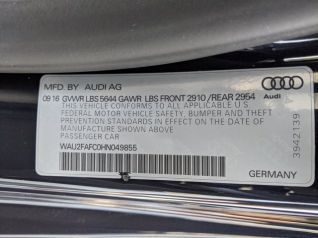 MFD BY AUDI AG
09 16 GVWR LBS 5644 GAWR LBS FRONT 2910 /REAR 2954
THIS VEHICLE CONFORMS TO ALL APPLICABLE U.S
FEDERAL MOTOR VEHICLE SAFETY, BUMPER AND THEFT
PREVENTION STANDARDS IN EFFECT ON THE DATE OF
MANUFACTURE SHOWN ABOVE.
PASSENGER CAR
WAU2FAFC0HN049855
Audi
3942139
GERMANY